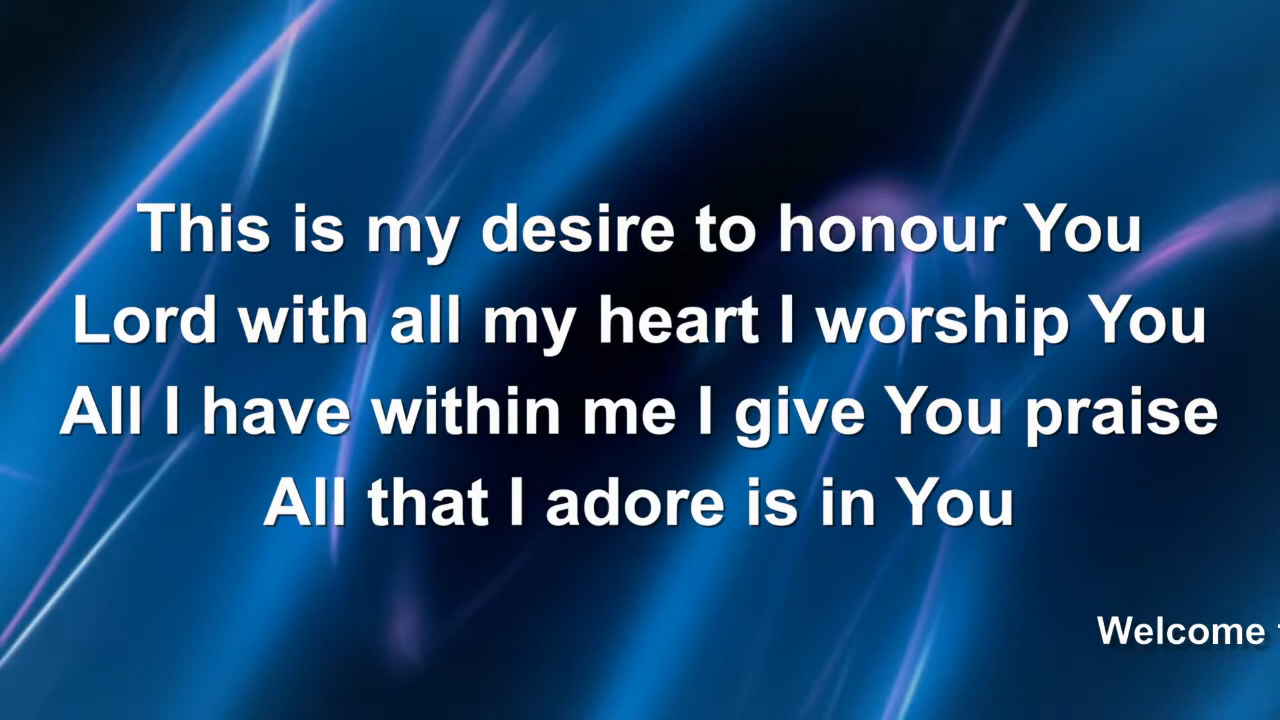 This is my desire to honour You
Lord with all my heart I worship You
All I have within me I give You praise
All that I adore is in You
Welcome